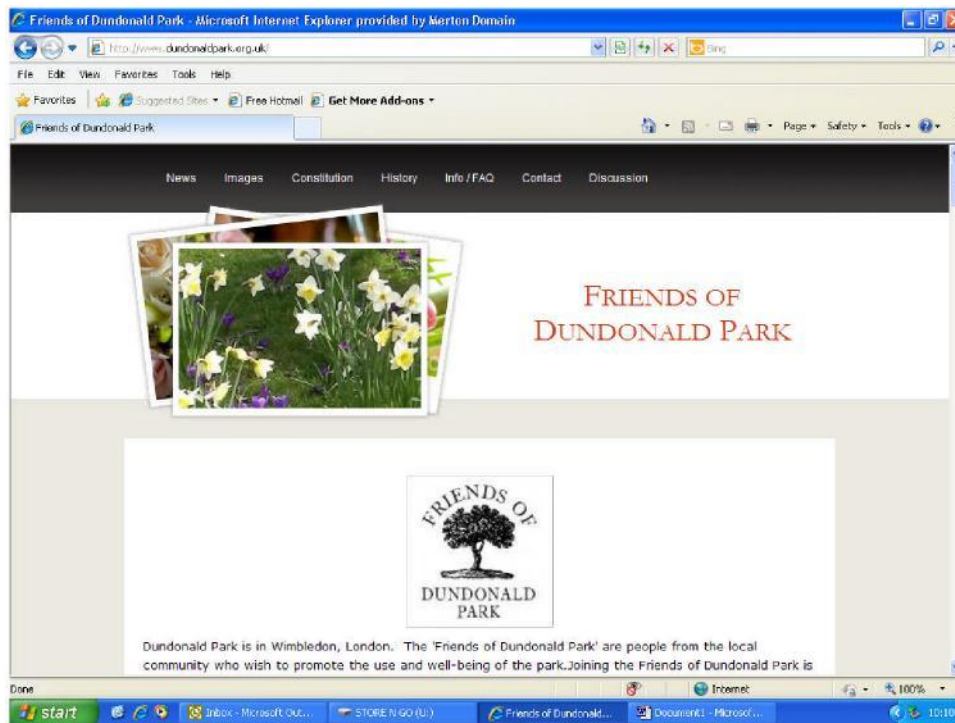 Friends of Dundonald Park - Microsoft Internet Explorer provided by Merton Domain
http://www.dundonaldpark.org.uk/
Bing
File Edit View Favorites Tools Help
Favorites Suggested Sites Free Hotmail Get More Add-ons
Friends of Dundonald Park
Page Safety Tools
News Images Constitution History Info / FAQ Contact Discussion
FRIENDS OF
DUNDONALD PARK
FRIENDS OF
DUNDONALD
PARK
Dundonald Park is in Wimbledon, London. The 'Friends of Dundonald Park' are people from the local
community who wish to promote the use and well-being of the park.Joining the Friends of Dundonald Park is
Done Internet 100%
start Inbox - Microsoft Out... STORE N GO (U:) Friends of Dundonald... Document1 - Microsof... 10:10